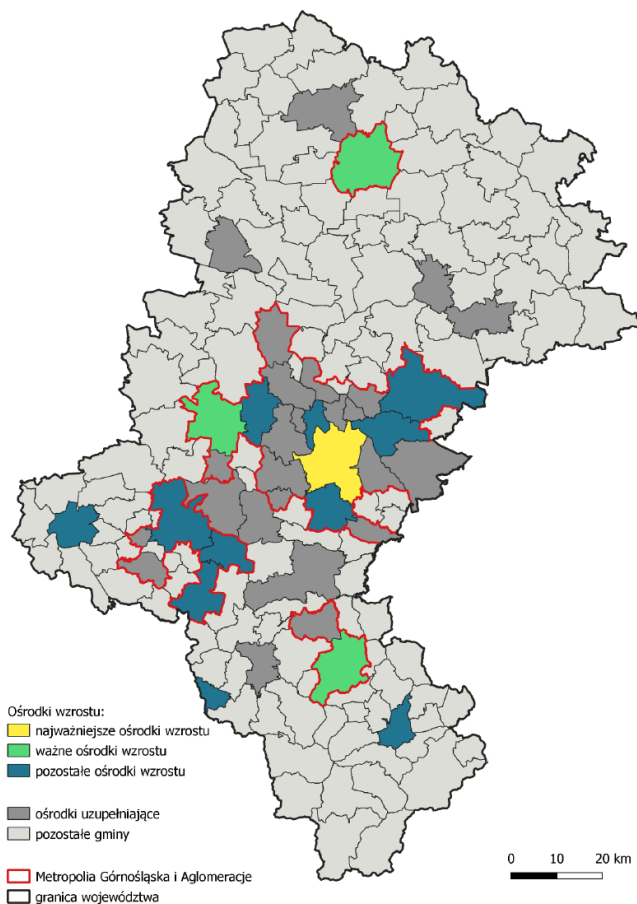 Ośrodki wzrostu:
najważniejsze ośrodki wzrostu
ważne ośrodki wzrostu
pozostałe ośrodki wzrostu
ośrodki uzupełniające
pozostałe gminy
Metropolia Górnośląska i Aglomeracje
granica województwa
0 10 20 km